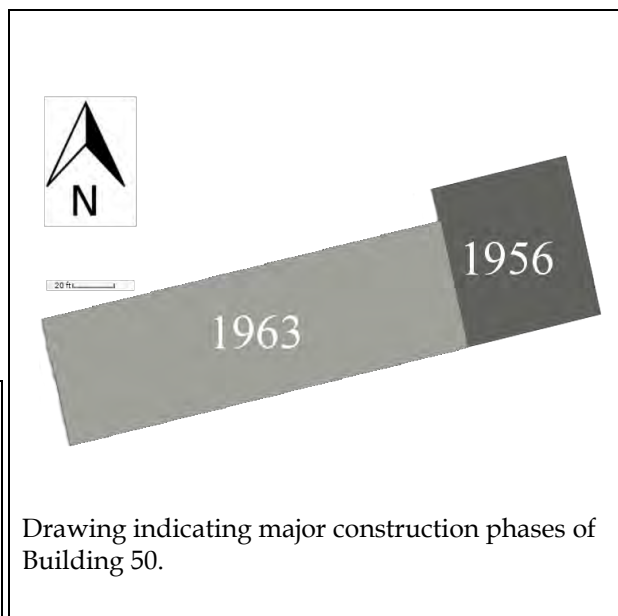 N
20 ft
1956
1963
Drawing indicating major construction phases of
Building 50.